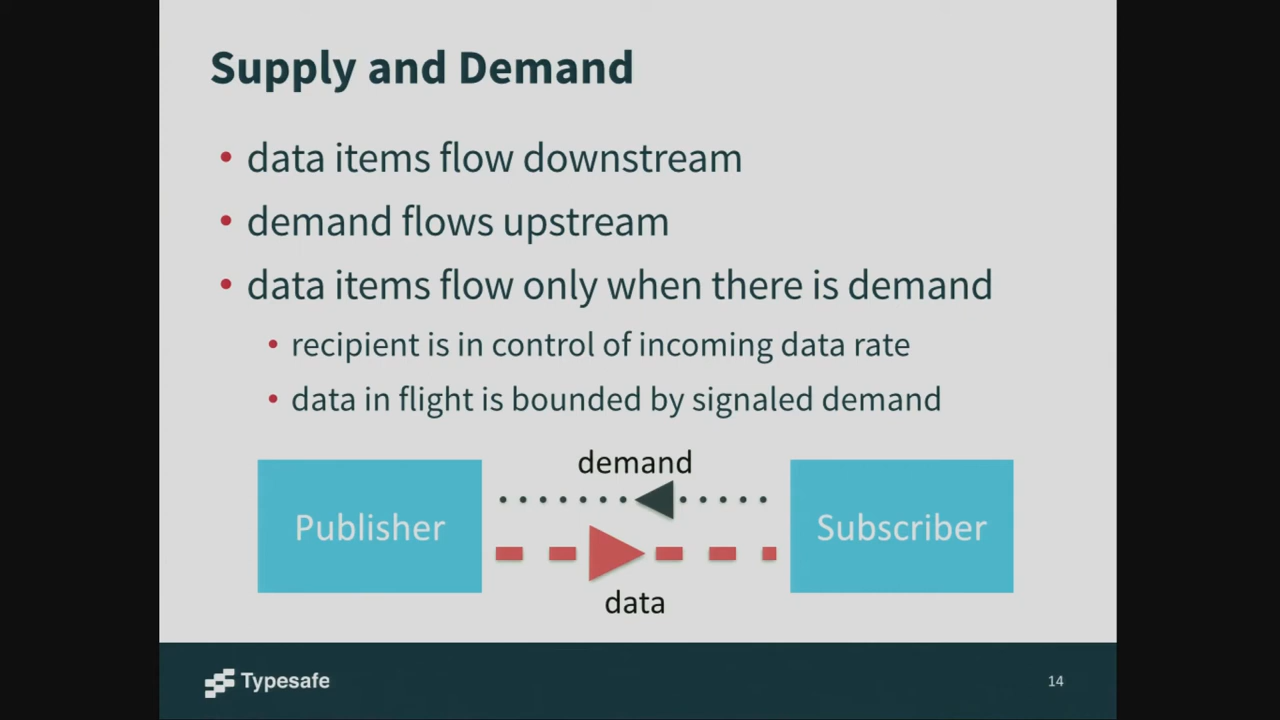 Supply and Demand
• data items flow downstream
• demand flows upstream
• data items flow only when there is demand
• recipient is in control of incoming data rate
• data in flight is bounded by signaled demand
demand
Publisher
Subscriber
data
Typesafe
14